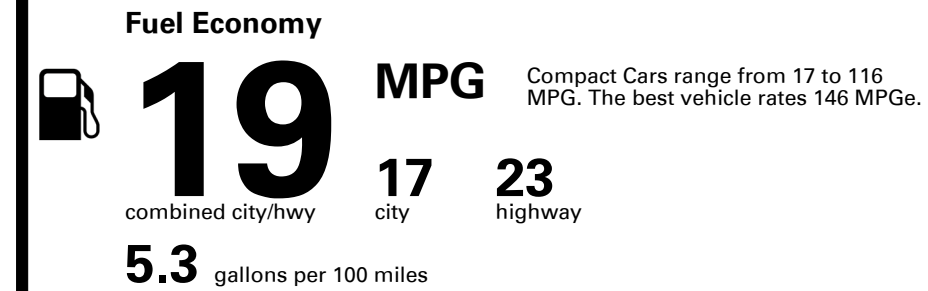 Fuel Economy
19 MPG
Compact Cars range from 17 to 116
MPG. The best vehicle rates 146 MPGe.
17 23
combined city/hwy city highway
5.3 gallons per 100 miles